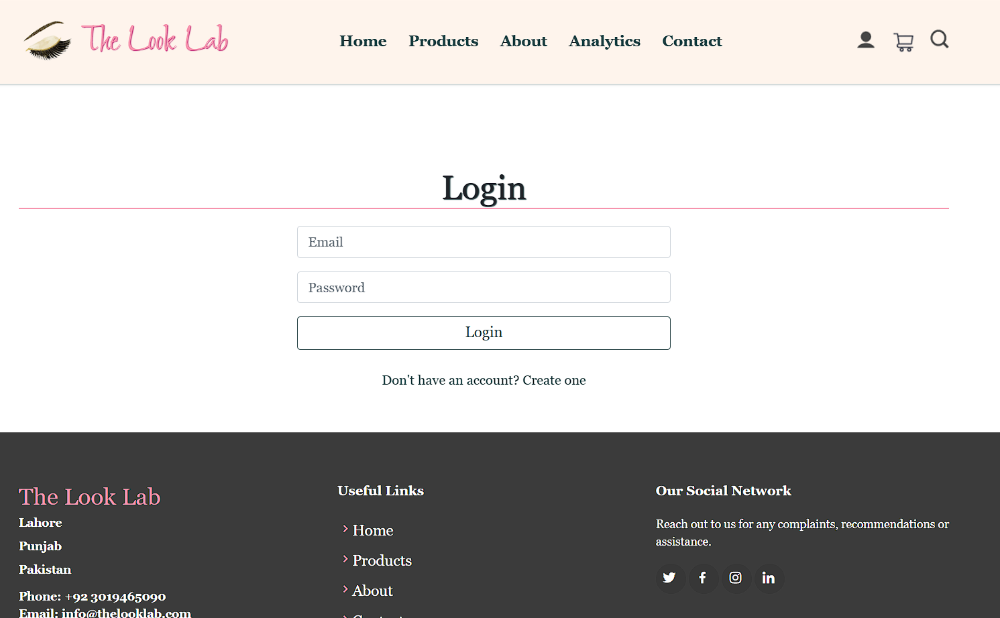 The Look Lab
Home Products About Analytics Contact
Login
Email
Password
Login
Don't have an account? Create one
The Look Lab
Lahore
Punjab
Pakistan
Phone: +92 3019465090
Email: info@thelooklab.com
Useful Links
Home
Products
About
Our Social Network
Reach out to us for any complaints, recommendations or
assistance.